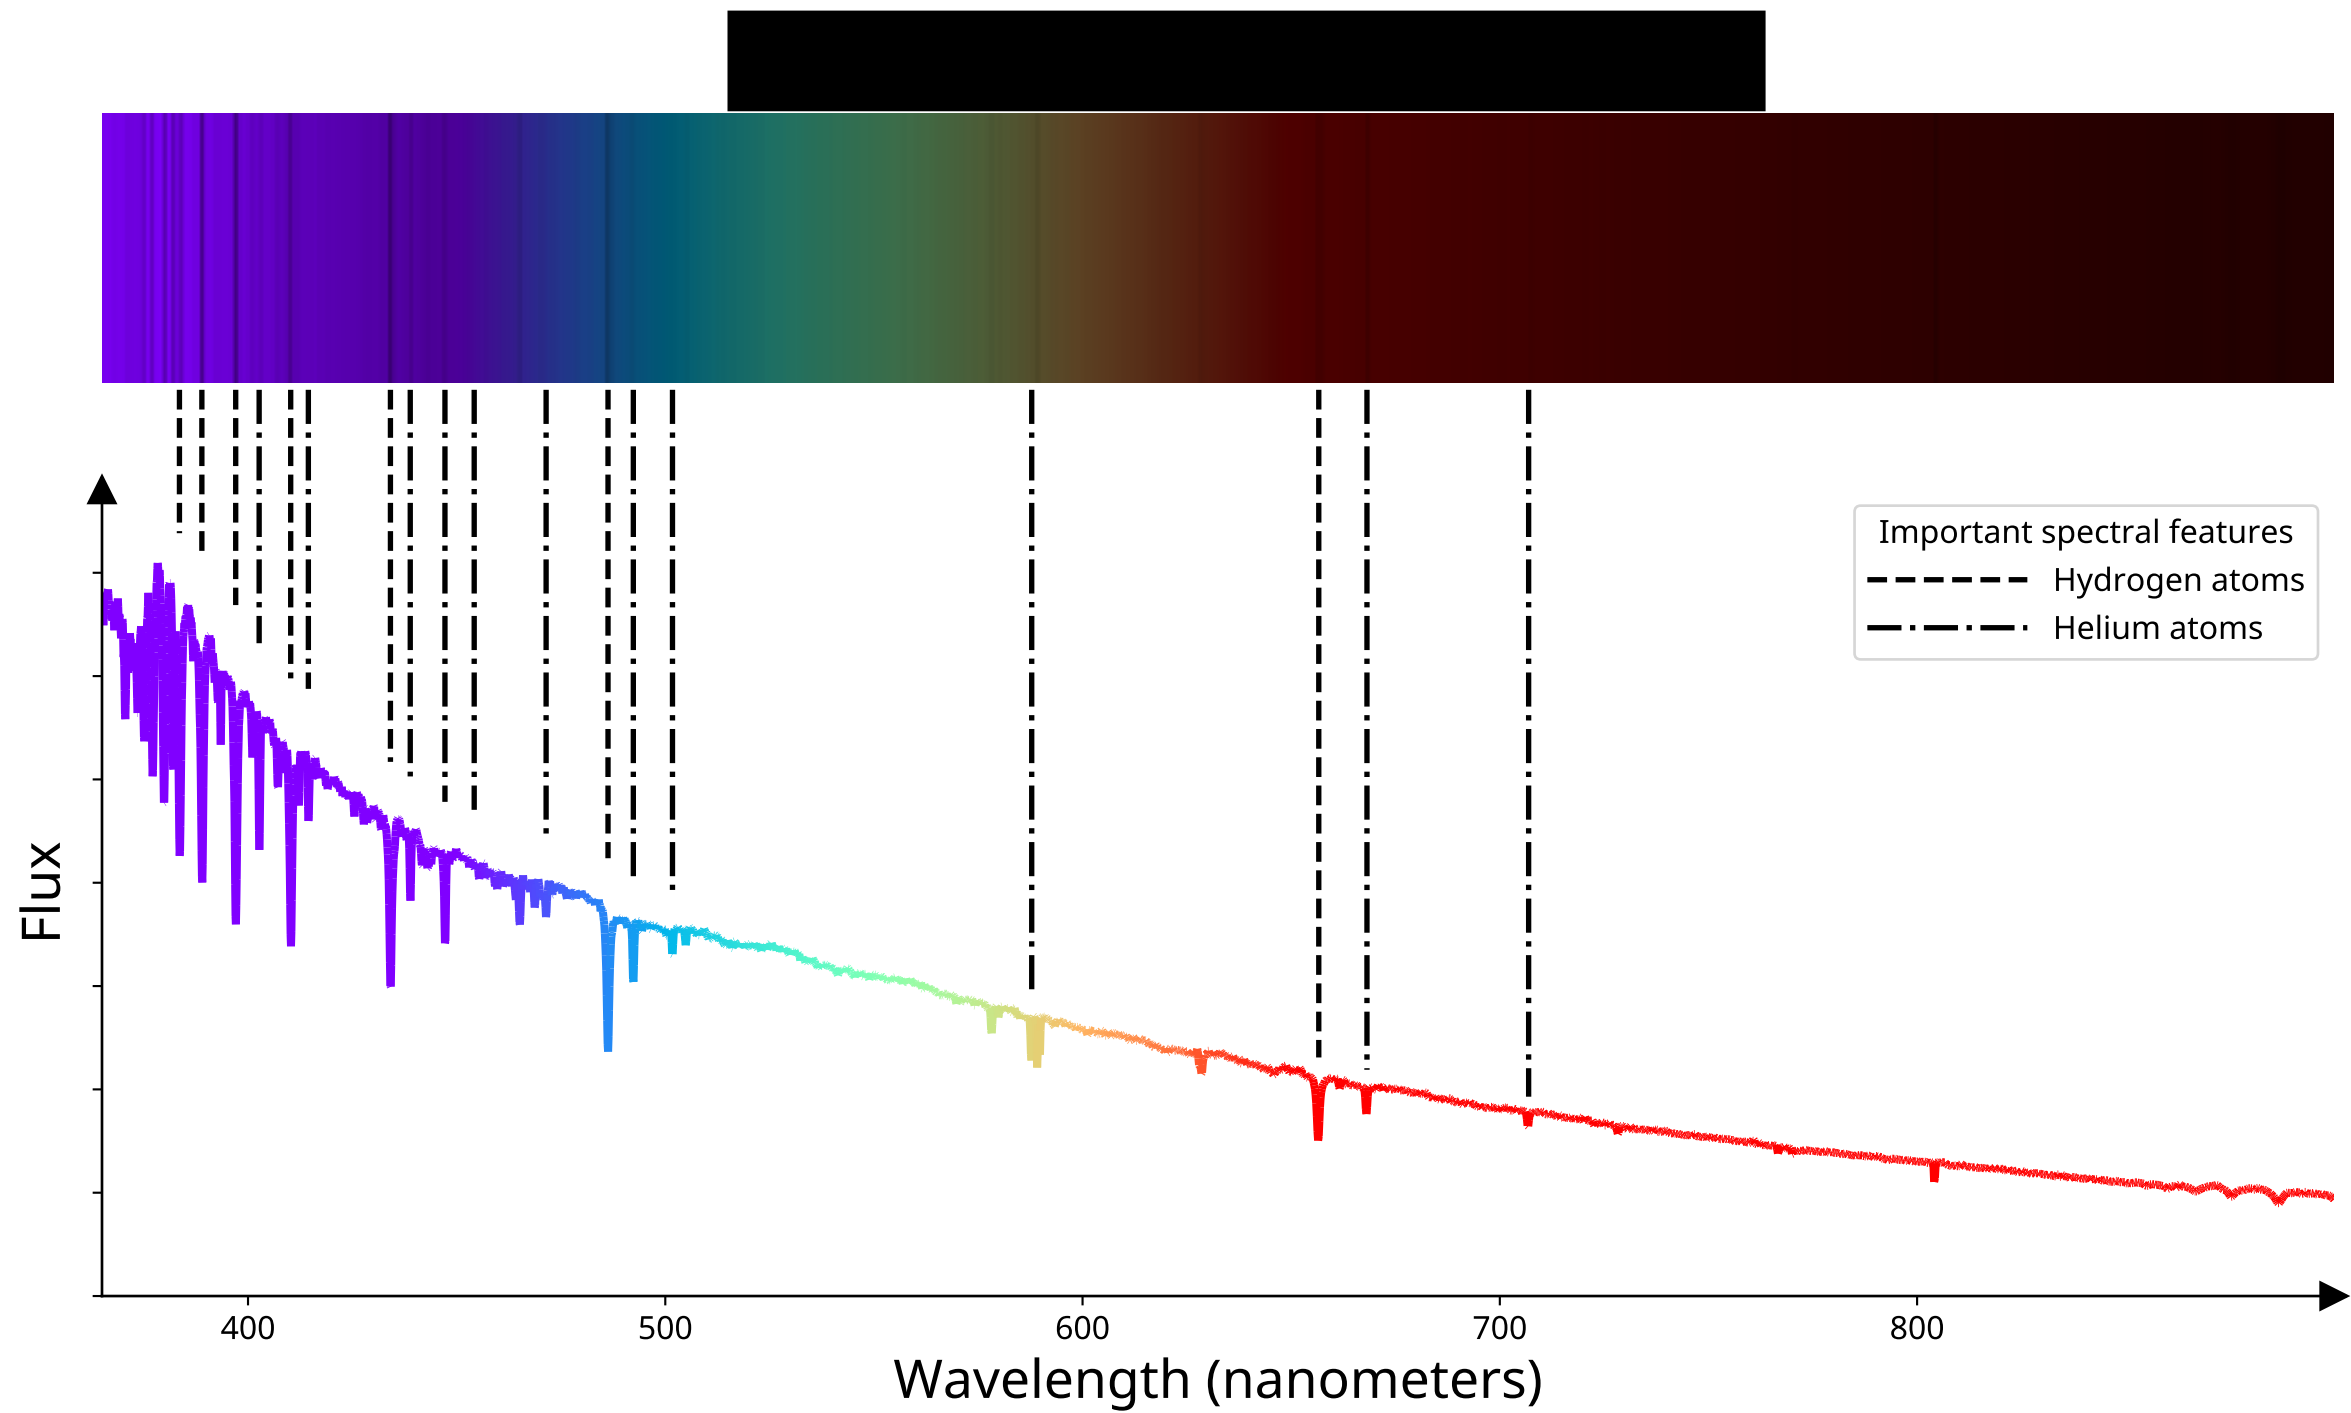 Important spectral features
Hydrogen atoms
Helium atoms
Flux
400 500 600 700 800
Wavelength (nanometers)